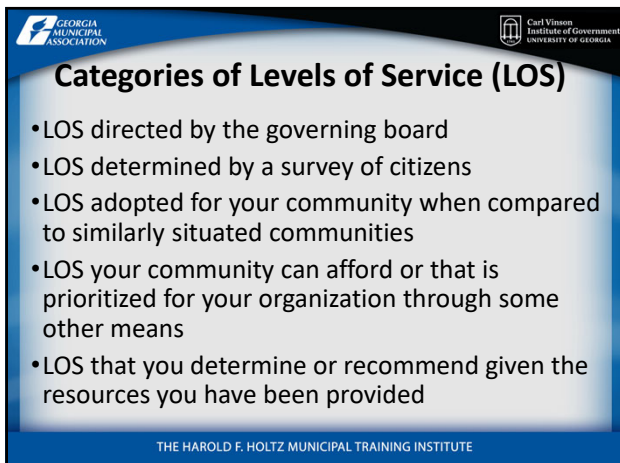 GEORGIA
MUNICIPAL
ASSOCIATION
Carl Vinson
Institute of Government
UNIVERSITY OF GEORGIA
Categories of Levels of Service (LOS)
•LOS directed by the governing board
•LOS determined by a survey of citizens
•LOS adopted for your community when compared
to similarly situated communities
•LOS your community can afford or that is
prioritized for your organization through some
other means
•LOS that you determine or recommend given the
resources you have been provided
THE HAROLD F. HOLTZ MUNICIPAL TRAINING INSTITUTE